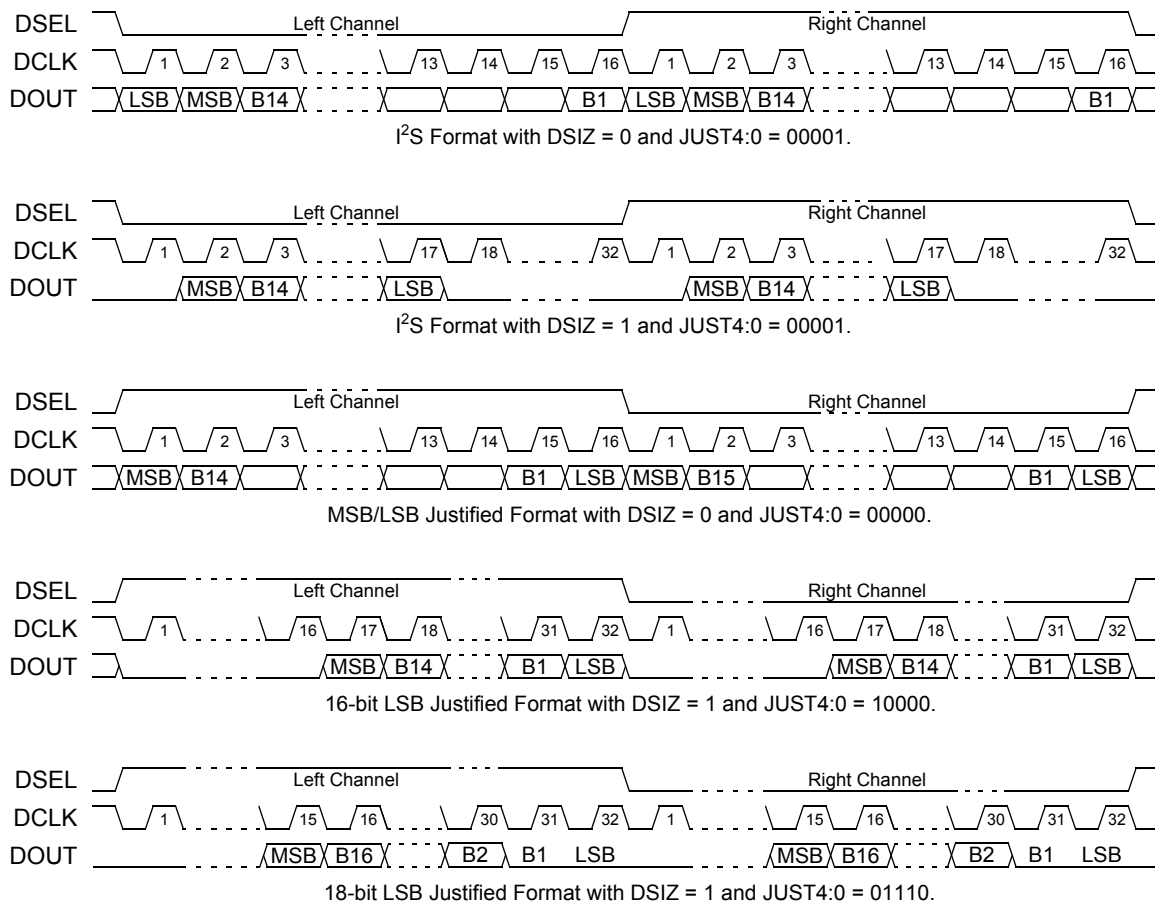 DSEL Left Channel Right Channel
DCLK 1 2 3 13 14 15 16 1 2 3 13 14 15 16
DOUT LSB MSB B14 B1 LSB MSB B14 B1
I²S Format with DSIZ = 0 and JUST4:0 = 00001.
DSEL Left Channel Right Channel
DCLK 1 2 3 17 18 32 1 2 3 17 18 32
DOUT MSB B14 LSB MSB B14 LSB
I²S Format with DSIZ = 1 and JUST4:0 = 00001.
DSEL Left Channel Right Channel
DCLK 1 2 3 13 14 15 16 1 2 3 13 14 15 16
DOUT MSB B14 B1 LSB MSB B15 B1 LSB
MSB/LSB Justified Format with DSIZ = 0 and JUST4:0 = 00000.
DSEL Left Channel Right Channel
DCLK 1 16 17 18 31 32 1 16 17 18 31 32
DOUT MSB B14 B1 LSB MSB B14 B1 LSB
16-bit LSB Justified Format with DSIZ = 1 and JUST4:0 = 10000.
DSEL Left Channel Right Channel
DCLK 1 15 16 30 31 32 1 15 16 30 31 32
DOUT MSB B16 B2 B1 LSB MSB B16 B2 B1 LSB
18-bit LSB Justified Format with DSIZ = 1 and JUST4:0 = 01110.